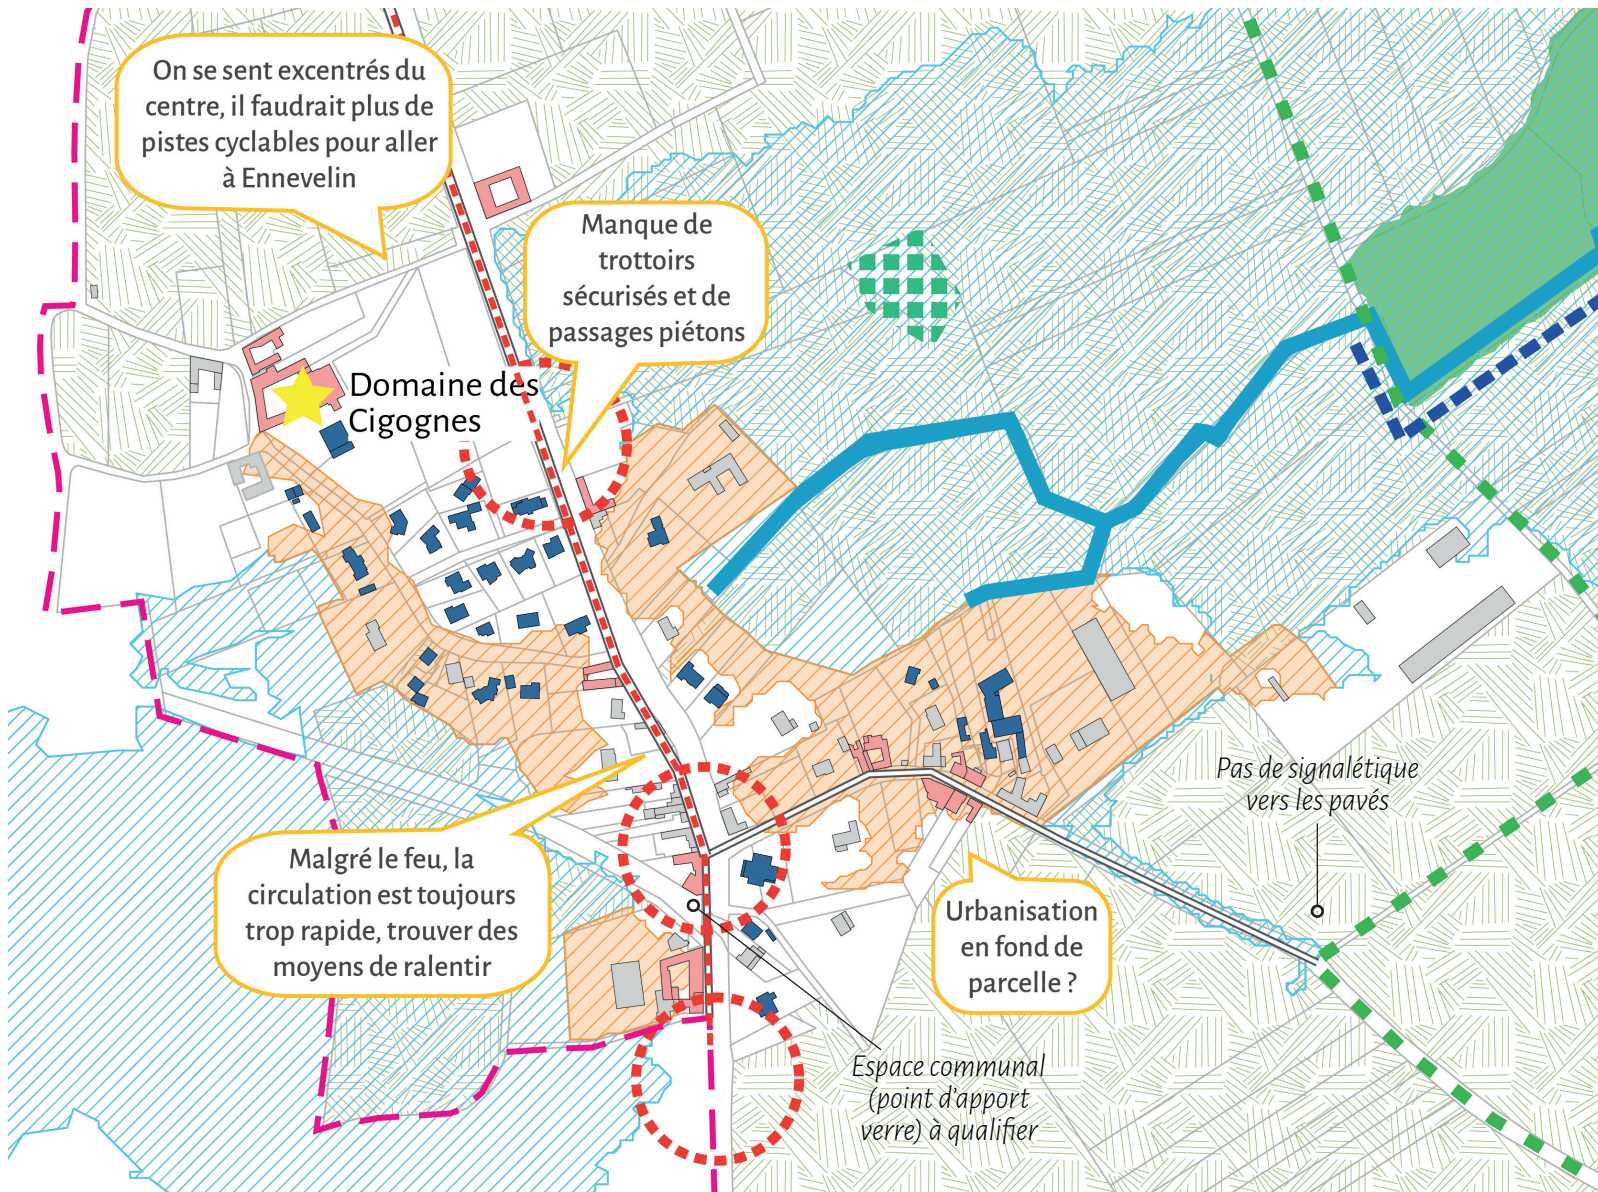 On se sent excentrés du
centre, il faudrait plus de
pistes cyclables pour aller
à Ennevelin
Manque de
trottoirs
sécurisés et de
passages piétons
Domaine des
Cigognes
Pas de signalétique
vers les pavés
Malgré le feu, la
circulation est toujours
trop rapide, trouver des
moyens de ralentir
Urbanisation
en fond de
parcelle ?
Espace communal
(point d'apport
verre) à qualifier